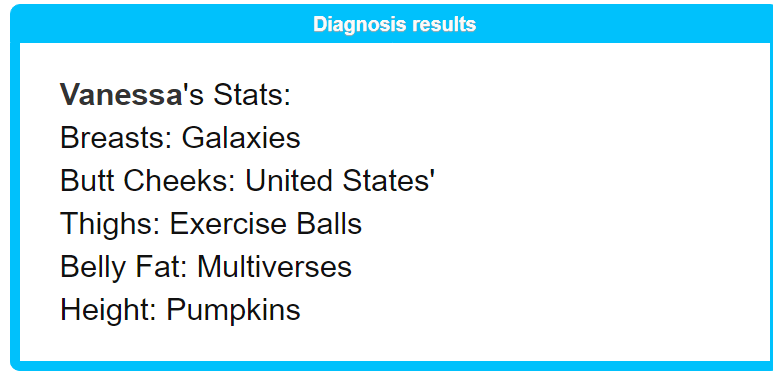 Diagnosis results
Vanessa's Stats:
Breasts: Galaxies
Butt Cheeks: United States'
Thighs: Exercise Balls
Belly Fat: Multiverses
Height: Pumpkins